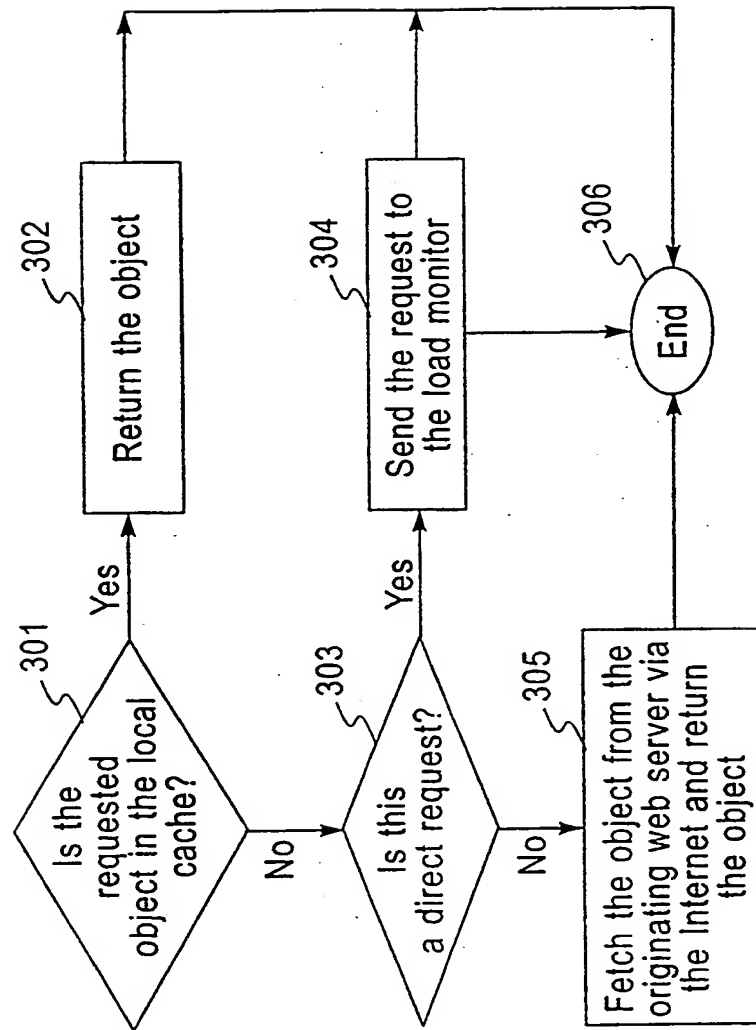 301
Is the
requested
object in the local
cache?
Yes
302
Return the object
No
303
Is this
a direct request?
Yes
304
Send the request to
the load monitor
No
305
Fetch the object from the
originating web server via
the Internet and return
the object
306
End